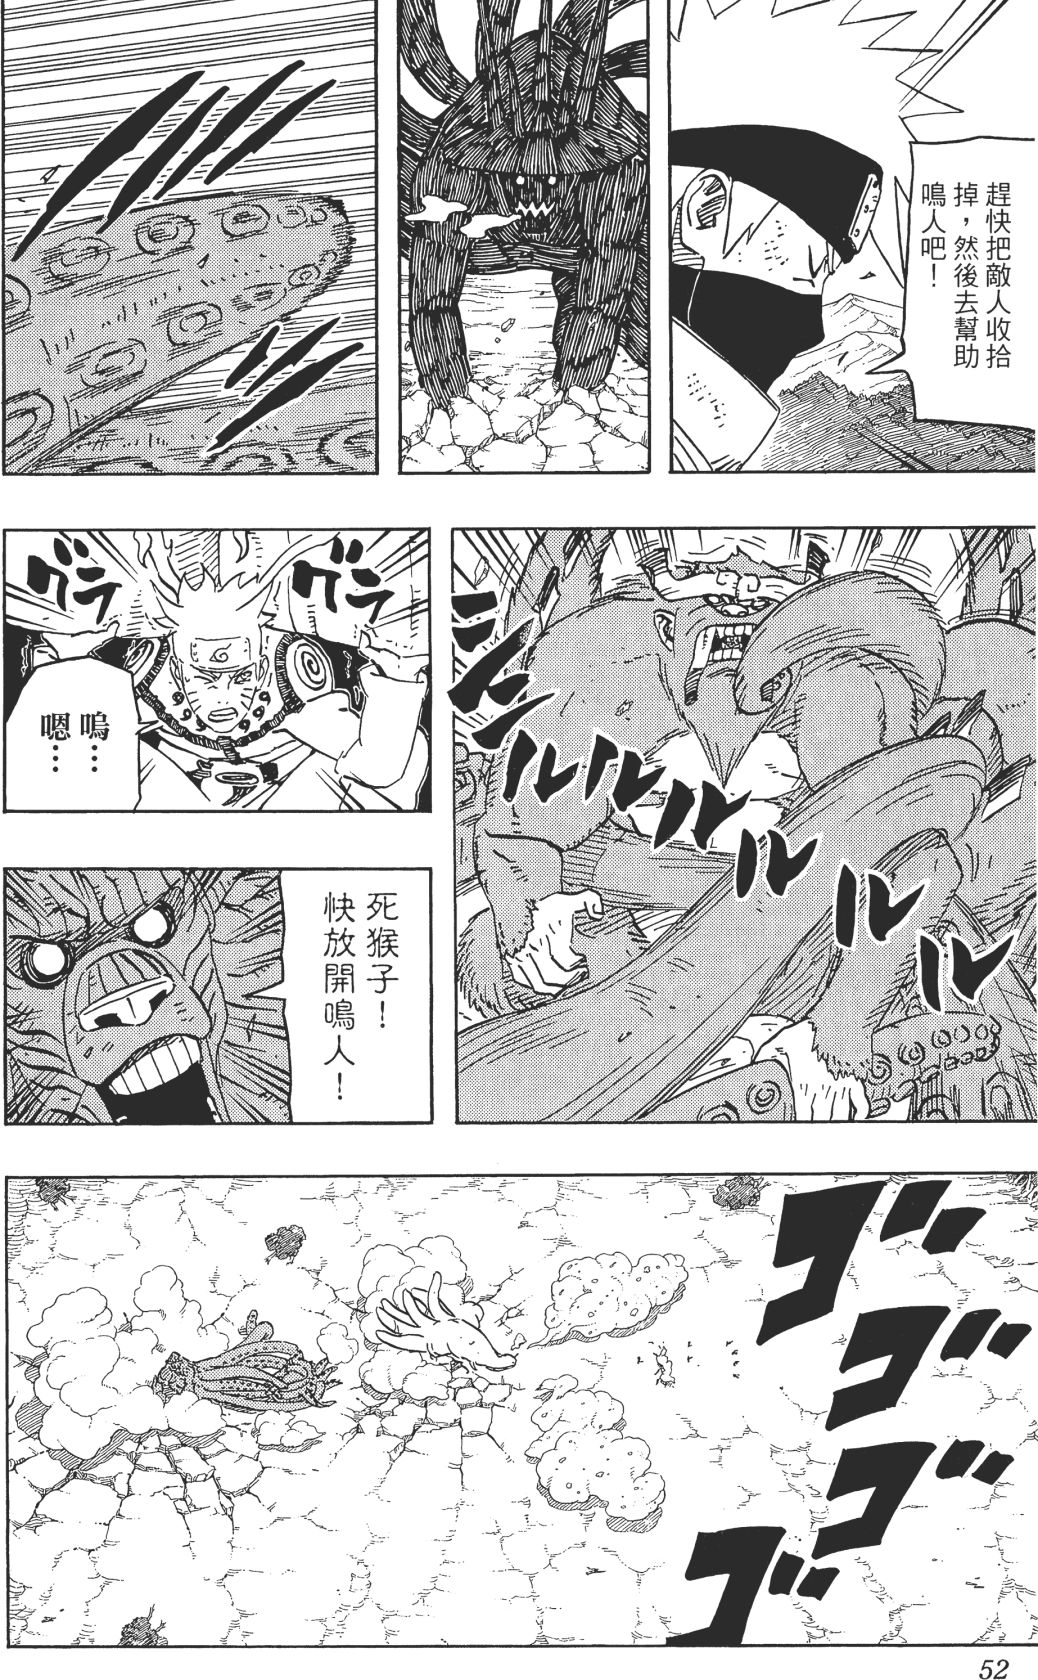 趕快把敵人收拾
掉，然後去幫助
鳴人吧！
シュルルルルルル
グラ
グラ
嗚…
嗯…
死猴子！
快放開鳴人！
ゴゴゴゴ
52